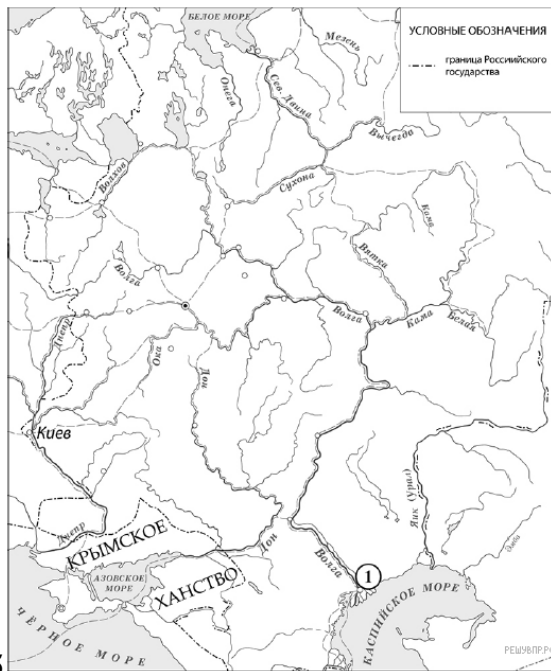 БЕЛОЕ МОРЕ
УСЛОВНЫЕ ОБОЗНАЧЕНИЯ
граница Россиийского
государства
Мезень
Онега
Сев. Двина
Вычегда
Волхов
Сухона
Кама
Вятка
Волга
Волга
Кама
Белая
Днепр
Ока
Дон
Киев
Яик (Урал)
Днепр
КРЫМСКОЕ
Дон
Волга
1
АЗОВСКОЕ
МОРЕ
ХАНСТВО
КАСПИЙСКОЕ МОРЕ
ЧЁРНОЕ МОРЕ
РЕШУВПР.РФ